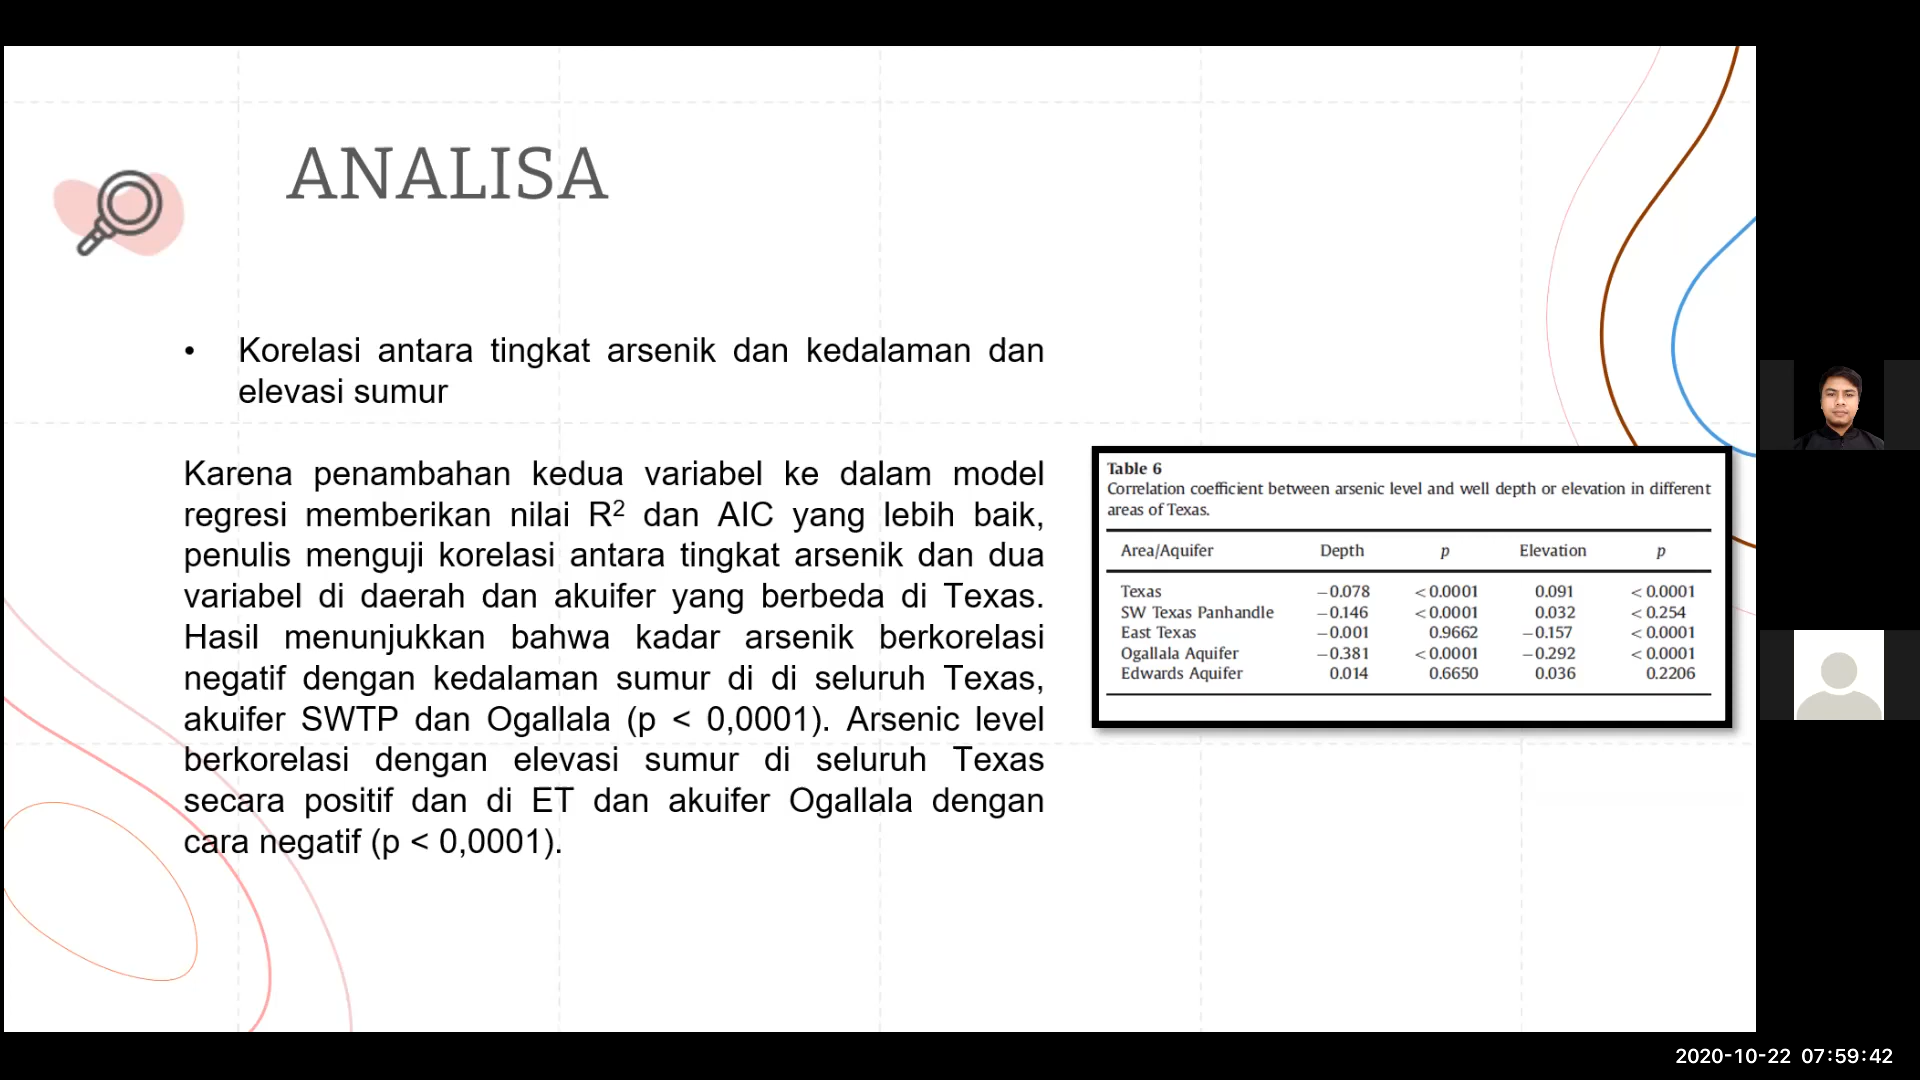 ANALISA
• Korelasi antara tingkat arsenik dan kedalaman dan
elevasi sumur
Karena penambahan kedua variabel ke dalam model
regresi memberikan nilai R² dan AIC yang lebih baik,
penulis menguji korelasi antara tingkat arsenik dan dua
variabel di daerah dan akuifer yang berbeda di Texas.
Hasil menunjukkan bahwa kadar arsenik berkorelasi
negatif dengan kedalaman sumur di di seluruh Texas,
akuifer SWTP dan Ogallala (p < 0,0001). Arsenic level
berkorelasi dengan elevasi sumur di seluruh Texas
secara positif dan di ET dan akuifer Ogallala dengan
cara negatif (p < 0,0001).
Table 6
Correlation coefficient between arsenic level and well depth or elevation in different
areas of Texas.
Area/Aquifer Depth p Elevation p
Texas −0.078 < 0.0001 0.091 < 0.0001
SW Texas Panhandle −0.146 < 0.0001 0.032 < 0.254
East Texas −0.001 0.9662 −0.157 < 0.0001
Ogallala Aquifer −0.381 < 0.0001 −0.292 < 0.0001
Edwards Aquifer 0.014 0.6650 0.036 0.2206
2020-10-22 07:59:42